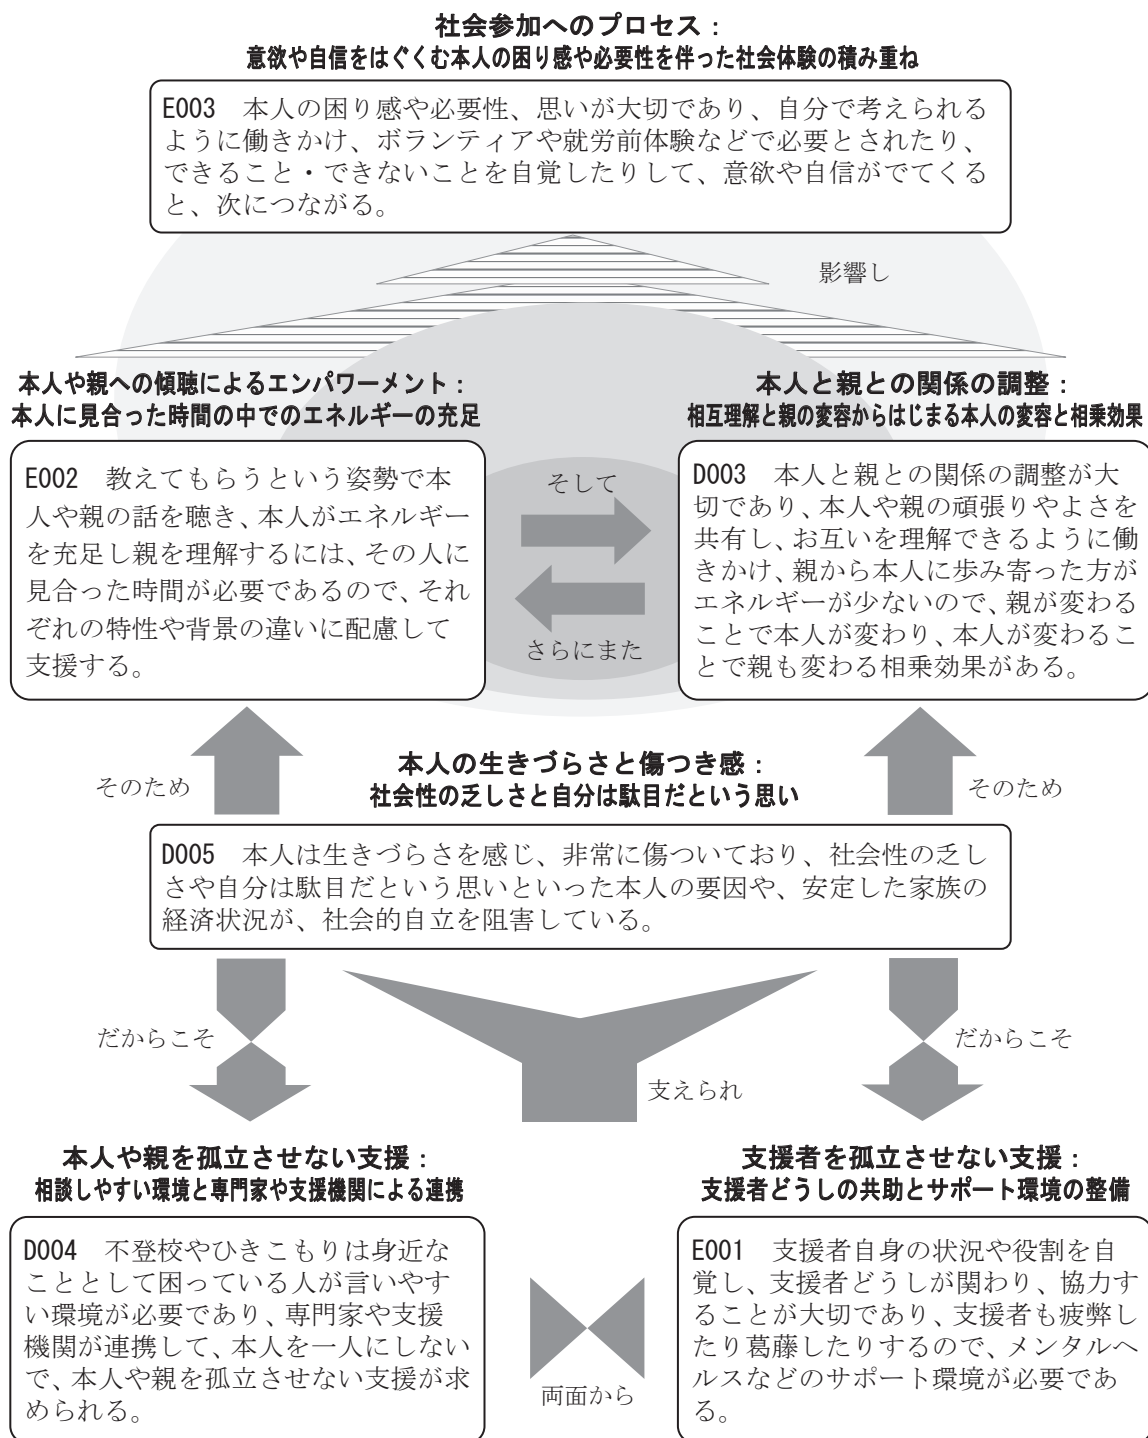 社会参加へのプロセス：
意欲や自信をはぐくむ本人の困り感や必要性を伴った社会体験の積み重ね
E003　本人の困り感や必要性、思いが大切であり、自分で考えられる
ように働きかけ、ボランティアや就労前体験などで必要とされたり、
できること・できないことを自覚したりして、意欲や自信がでてくる
と、次につながる。
影響し
本人や親への傾聴によるエンパワーメント：
本人に見合った時間の中でのエネルギーの充足
E002　教えてもらうという姿勢で本
人や親の話を聴き、本人がエネルギー
を充足し親を理解するには、その人に
見合った時間が必要であるので、それ
ぞれの特性や背景の違いに配慮して
支援する。
そして
さらにまた
本人と親との関係の調整：
相互理解と親の変容からはじまる本人の変容と相乗効果
D003　本人と親との関係の調整が大
切であり、本人や親の頑張りやよさを
共有し、お互いを理解できるように働
きかけ、親から本人に歩み寄った方が
エネルギーが少ないので、親が変わる
ことで本人が変わり、本人が変わるこ
とで親も変わる相乗効果がある。
そのため
本人の生きづらさと傷つき感：
社会性の乏しさと自分は駄目だという思い
そのため
D005　本人は生きづらさを感じ、非常に傷ついており、社会性の乏し
さや自分は駄目だという思いといった本人の要因や、安定した家族の
経済状況が、社会的自立を阻害している。
だからこそ
支えられ
だからこそ
本人や親を孤立させない支援：
相談しやすい環境と専門家や支援機関による連携
D004　不登校やひきこもりは身近な
こととして困っている人が言いやす
い環境が必要であり、専門家や支援
機関が連携して、本人を一人にしない
で、本人や親を孤立させない支援が求
められる。
両面から
支援者を孤立させない支援：
支援者どうしの共助とサポート環境の整備
E001　支援者自身の状況や役割を自
覚し、支援者どうしが関わり、協力す
ることが大切であり、支援者も疲弊し
たり葛藤したりするので、メンタルヘ
ルスなどのサポート環境が必要であ
る。